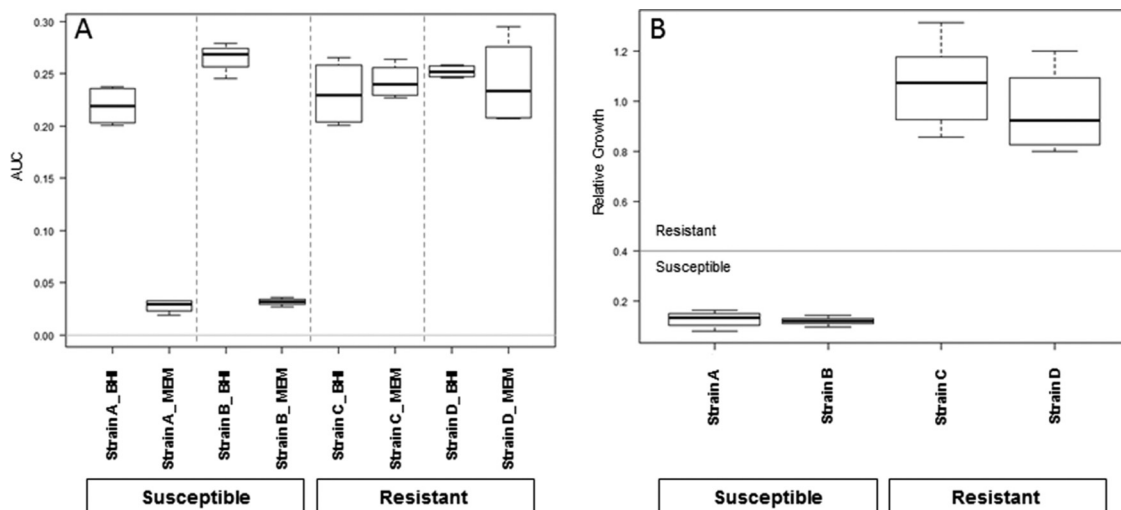 A
AUC
0.30
0.25
0.20
0.15
0.10
0.05
0.00
Strain A_BHI
Strain A_MEM
Strain B_BHI
Strain B_MEM
Strain C_BHI
Strain C_MEM
Strain D_BHI
Strain D_MEM
Susceptible
Resistant
B
Relative Growth
1.2
1.0
0.8
0.6
0.4
0.2
Resistant
Susceptible
Strain A
Strain B
Strain C
Strain D
Susceptible
Resistant